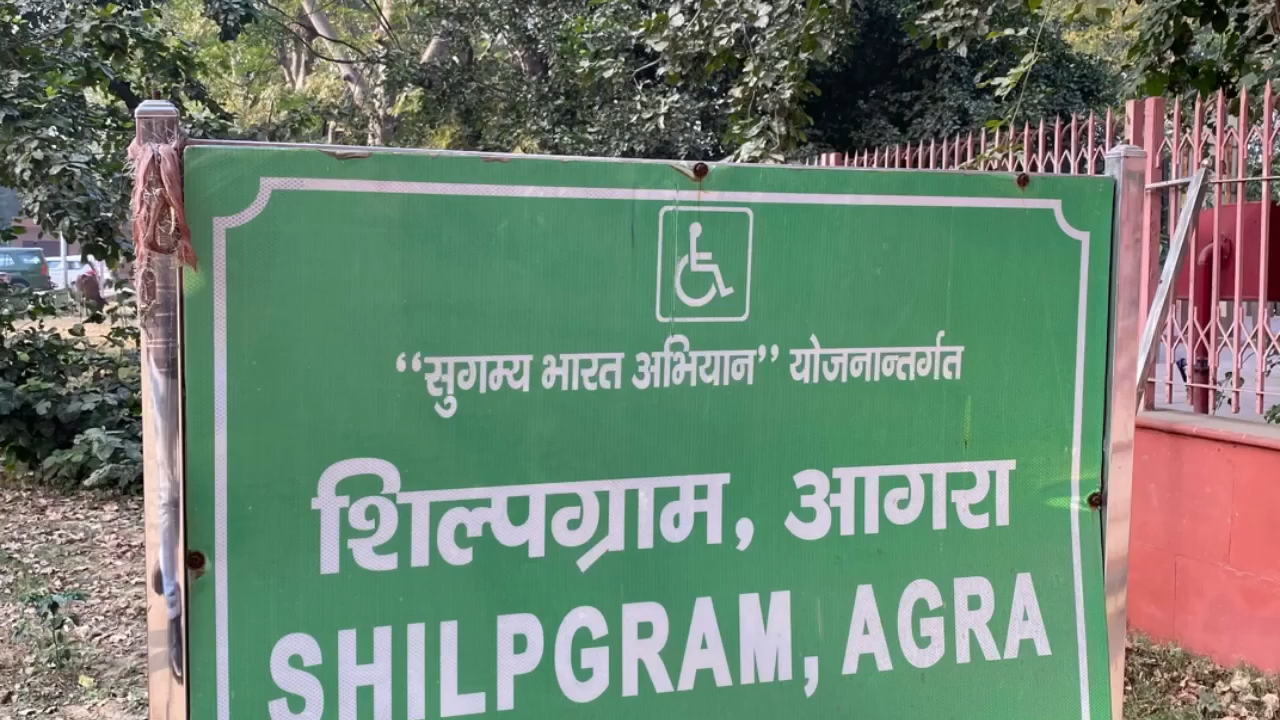 “सुगम्य भारत अभियान” योजनान्तर्गत
शिल्पग्राम, आगरा
SHILPGRAM, AGRA